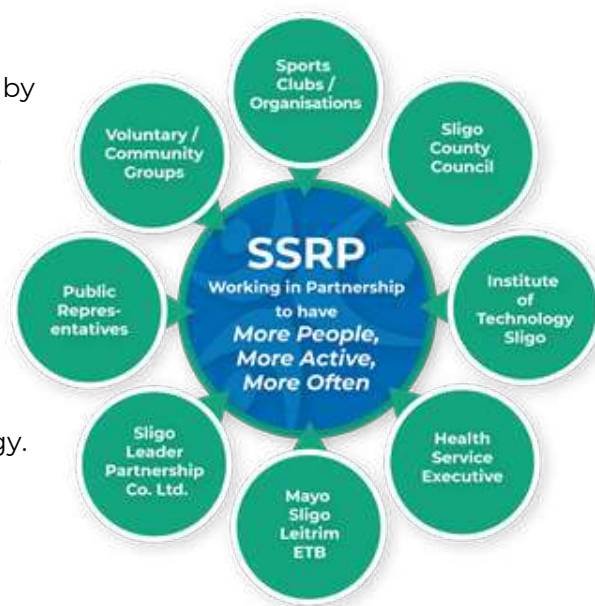 by
Sports
Clubs /
Organisations
Sligo
County
Council
Institute
of
Technology
Sligo
Health
Service
Executive
Mayo
Sligo
Leitrim
ETB
Sligo
Leader
Partnership
Co. Ltd.
Public
Repres-
entatives
Voluntary /
Community
Groups
SSRP
Working in Partnership
to have
More People,
More Active,
More Often
gy.